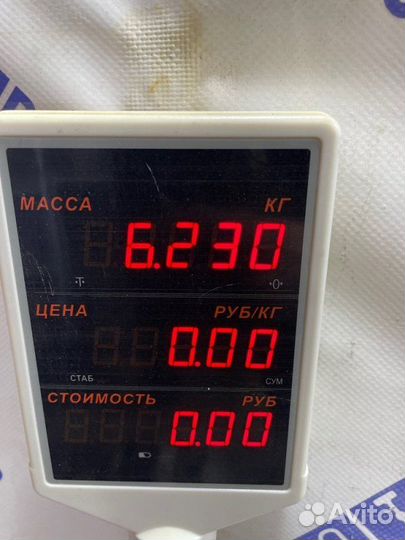 МАССА КГ
6.230
Т 0
ЦЕНА РУБ/КГ
0.00
СТАБ СУМ
СТОИМОСТЬ РУБ
0.00
Avito